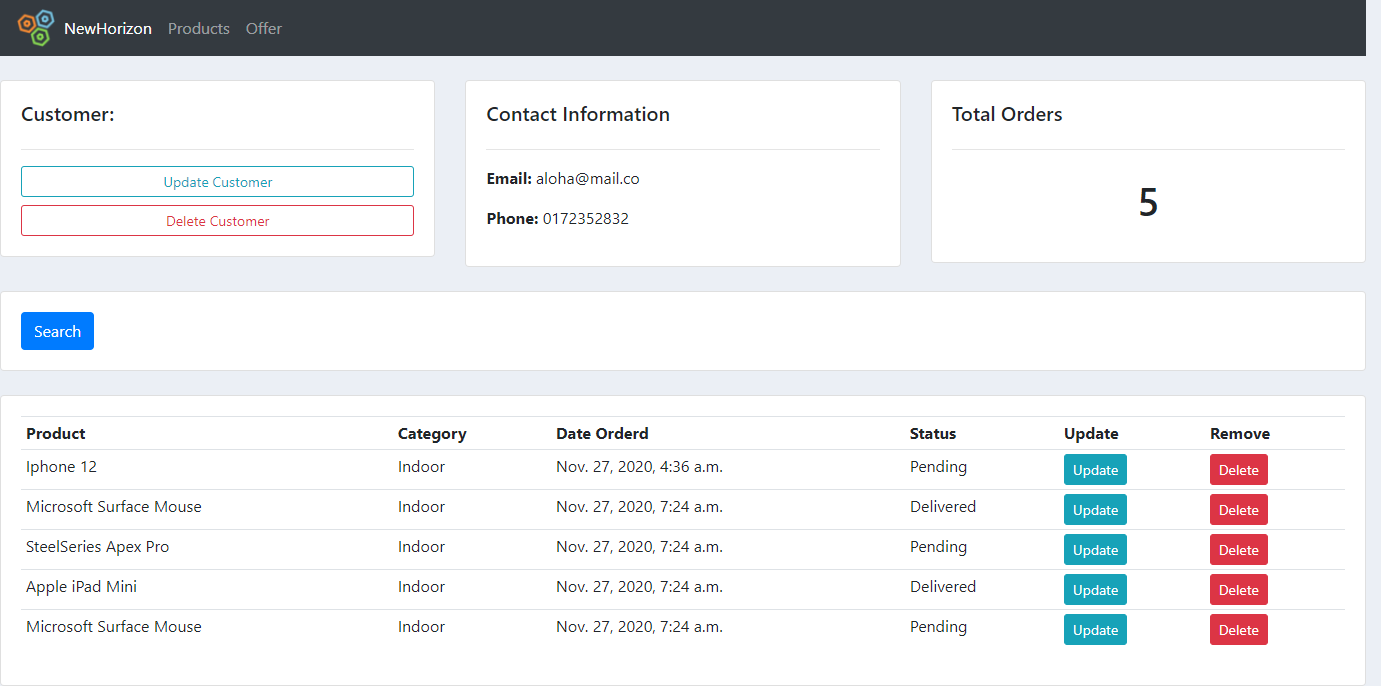 NewHorizon Products Offer
Customer:
Update Customer
Delete Customer
Contact Information
Email: aloha@mail.co
Phone: 0172352832
Total Orders
5
Search
Product Category Date Orderd Status Update Remove
Iphone 12 Indoor Nov. 27, 2020, 4:36 a.m. Pending Update Delete
Microsoft Surface Mouse Indoor Nov. 27, 2020, 7:24 a.m. Delivered Update Delete
SteelSeries Apex Pro Indoor Nov. 27, 2020, 7:24 a.m. Pending Update Delete
Apple iPad Mini Indoor Nov. 27, 2020, 7:24 a.m. Delivered Update Delete
Microsoft Surface Mouse Indoor Nov. 27, 2020, 7:24 a.m. Pending Update Delete